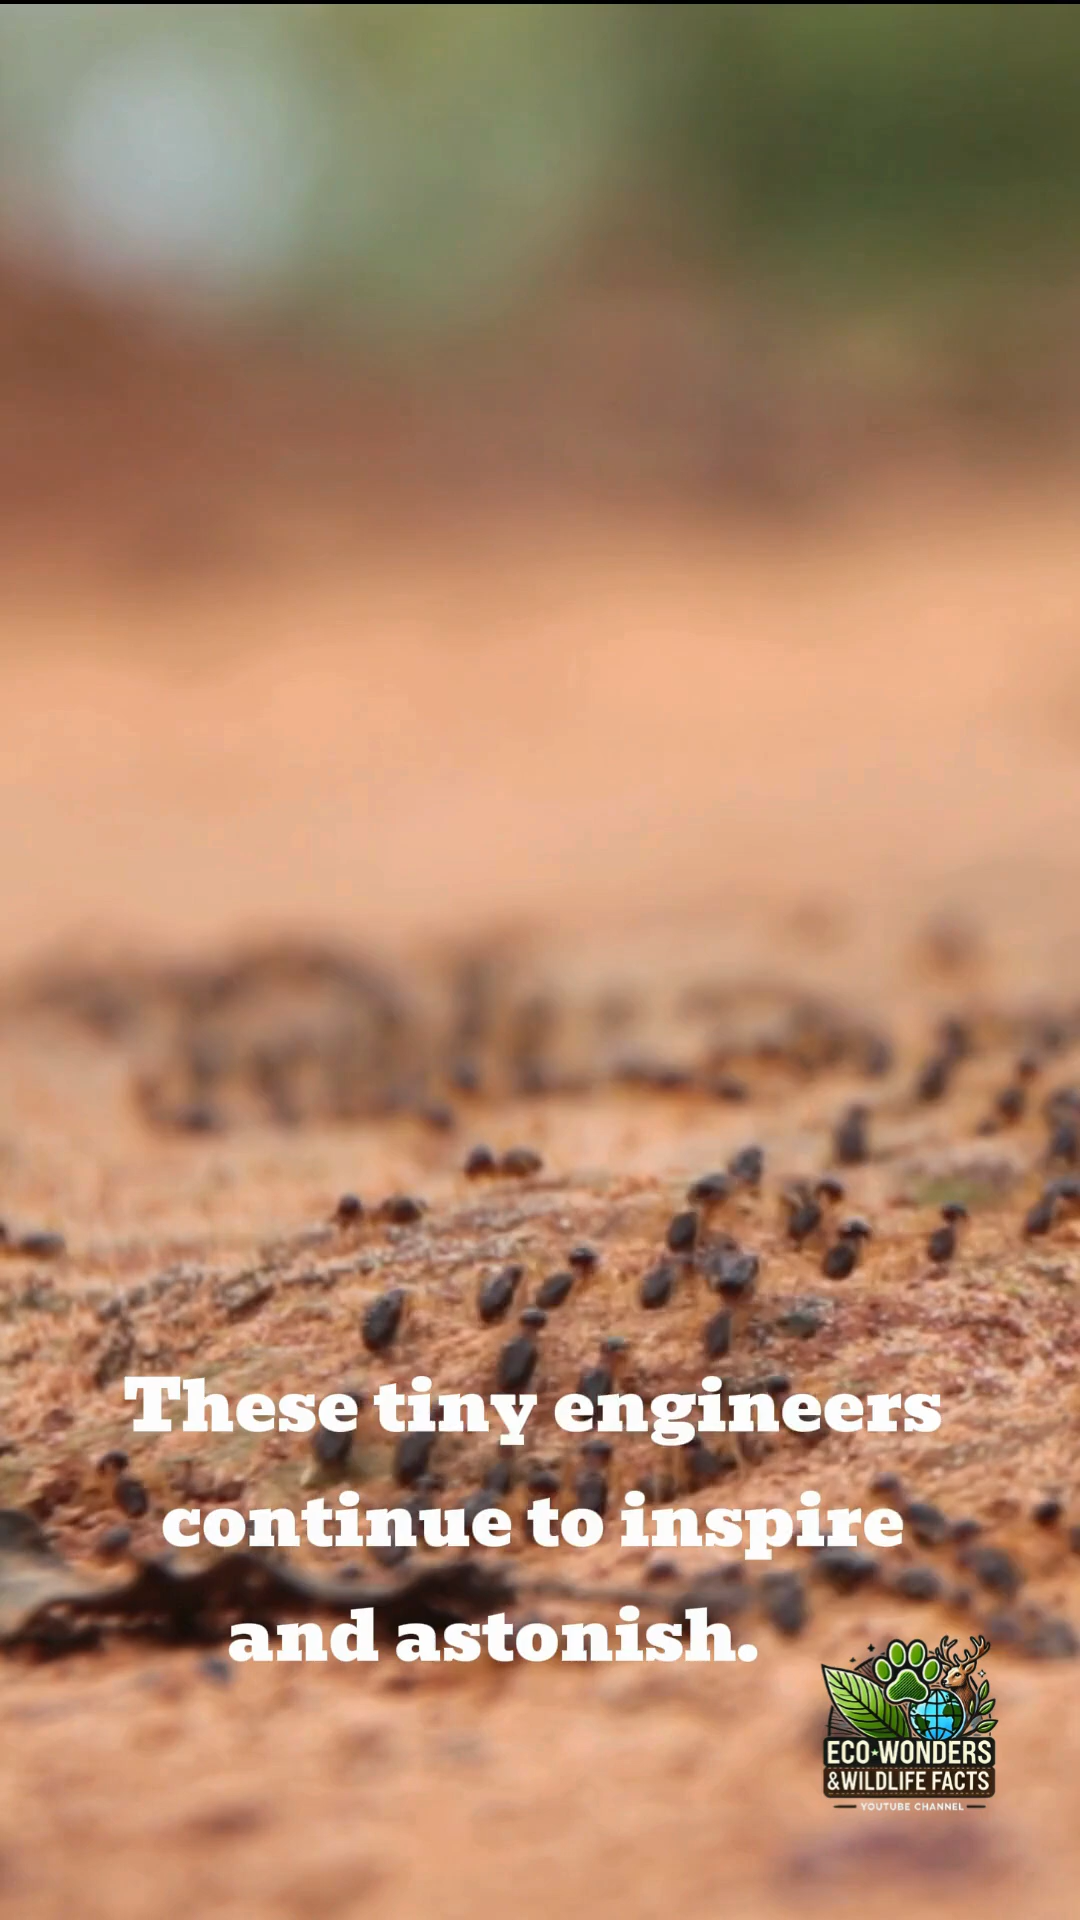 These tiny engineers
continue to inspire
and astonish.
ECO★WONDERS
&WILDLIFE FACTS
YOUTUBE CHANNEL